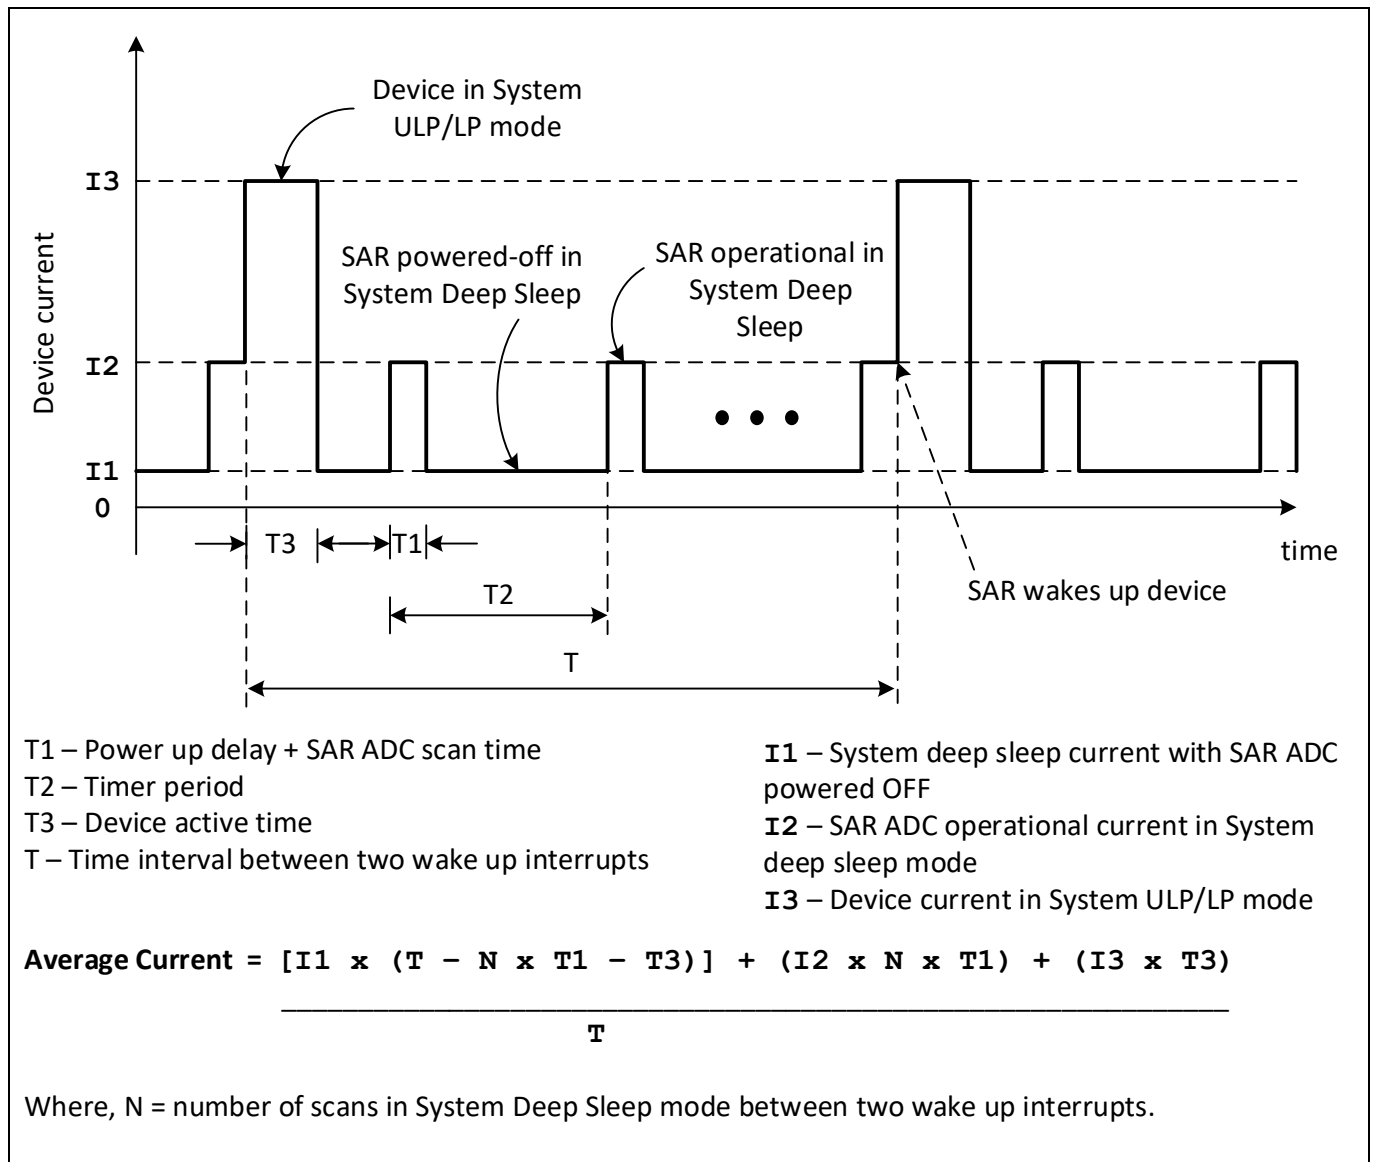 Device in System
ULP/LP mode
I3
SAR powered-off in
System Deep Sleep
SAR operational in
System Deep
Sleep
Device current
I2
I1
0
T3
T1
time
T2
SAR wakes up device
T
T1 – Power up delay + SAR ADC scan time
T2 – Timer period
T3 – Device active time
T – Time interval between two wake up interrupts
I1 – System deep sleep current with SAR ADC
powered OFF
I2 – SAR ADC operational current in System
deep sleep mode
I3 – Device current in System ULP/LP mode
Average Current = [I1 x (T – N x T1 – T3)] + (I2 x N x T1) + (I3 x T3)
T
Where, N = number of scans in System Deep Sleep mode between two wake up interrupts.